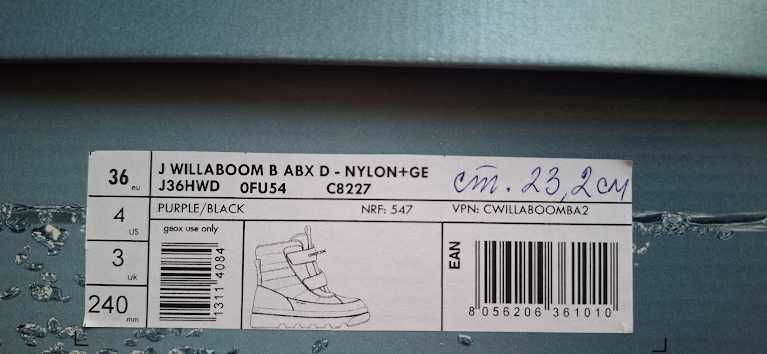 36 eu
4 US
3 uk
240 mm
J WILLABOOM B ABX D - NYLON+GE
J36HWD 0FU54 C8227
ст. 23,2 см
PURPLE/BLACK NRF: 547 VPN: CWILLABOOMBA2
geox use only
1311 4084
EAN
8 056206 361010